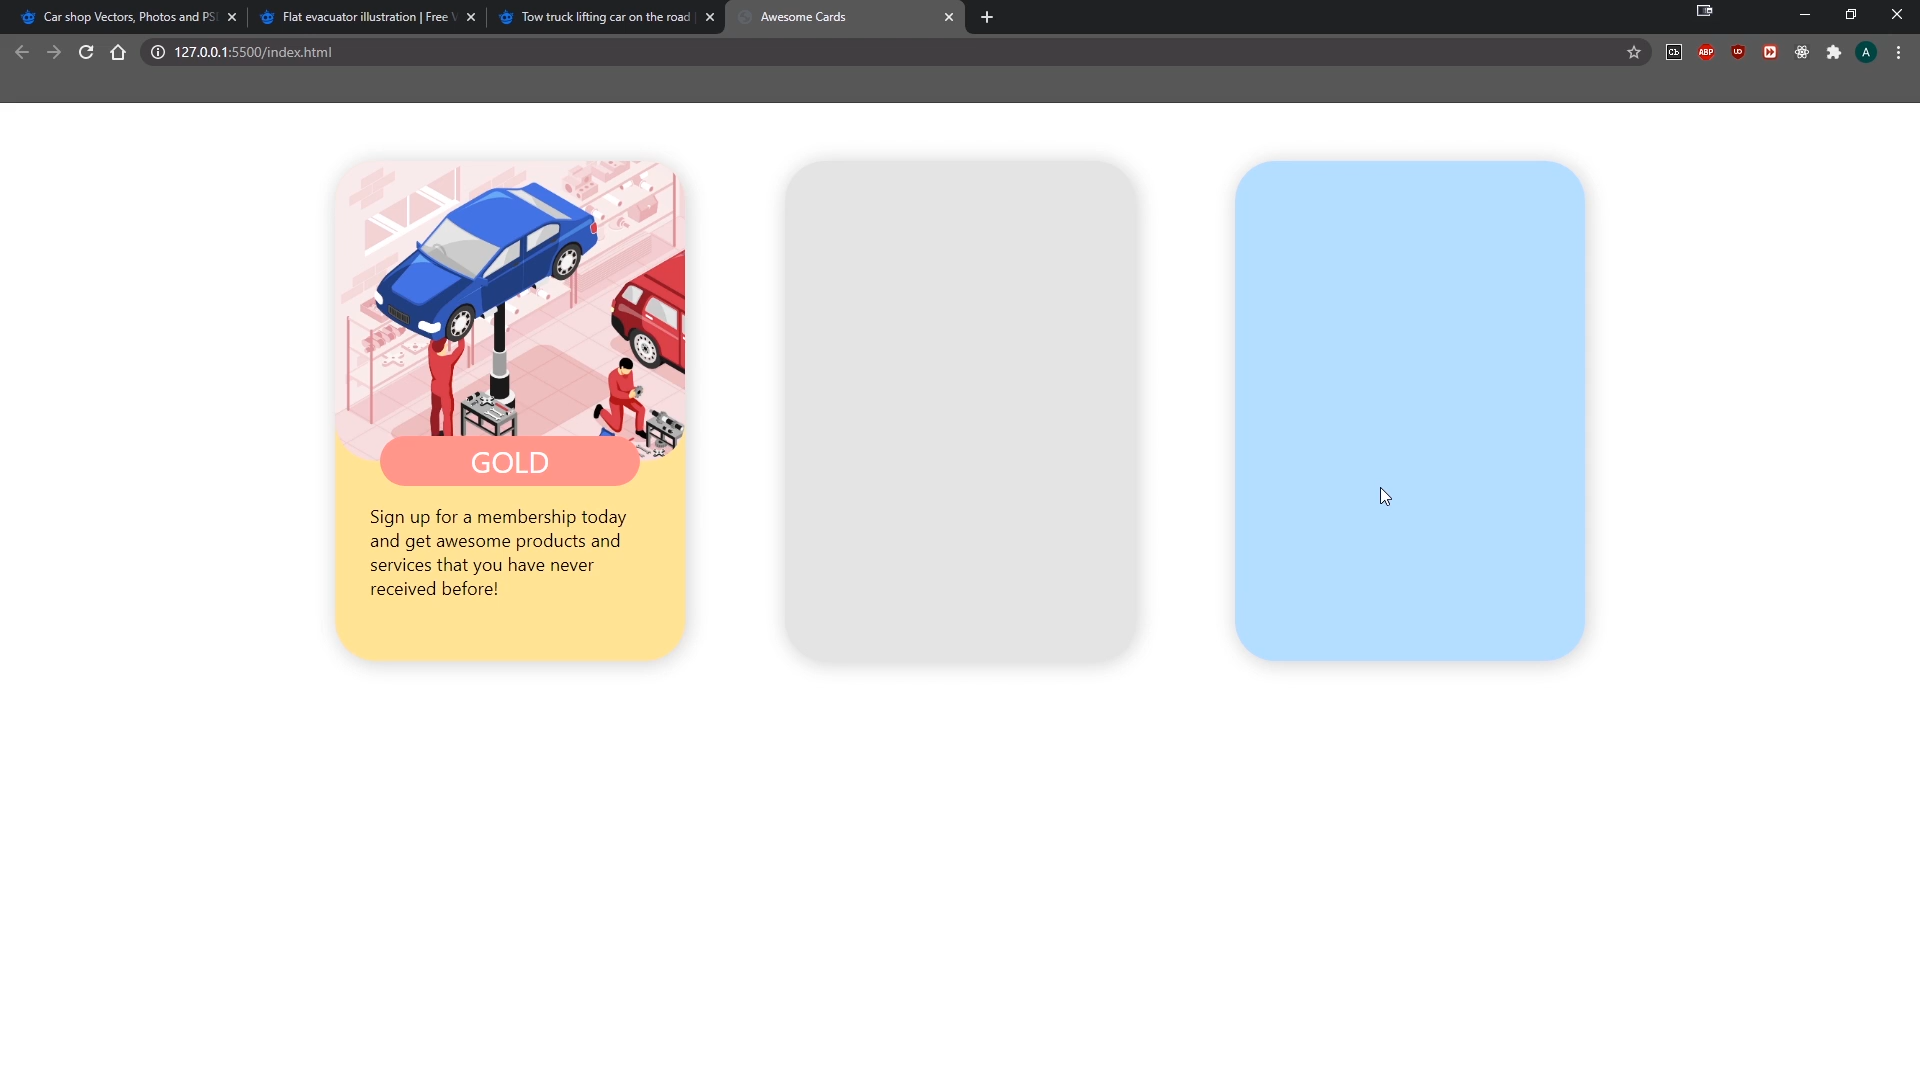 Car shop Vectors, Photos and PS
Flat evacuator illustration | Free
Tow truck lifting car on the road
Awesome Cards
127.0.0.1:5500/index.html
Cb
ABP
A
GOLD
Sign up for a membership today
and get awesome products and
services that you have never
received before!